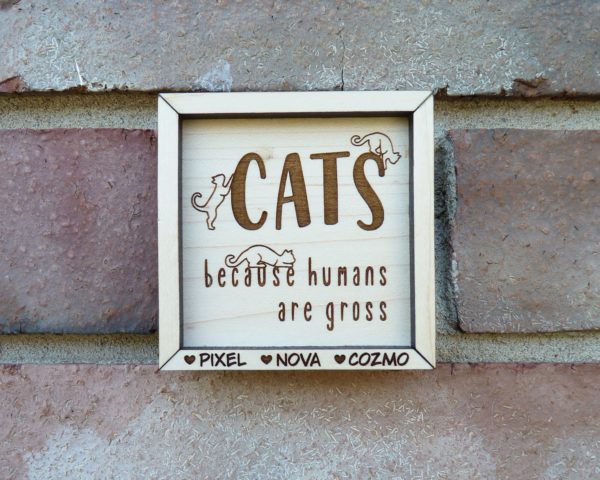 CATS
because humans
are gross
♥PIXEL ♥NOVA ♥COZMO